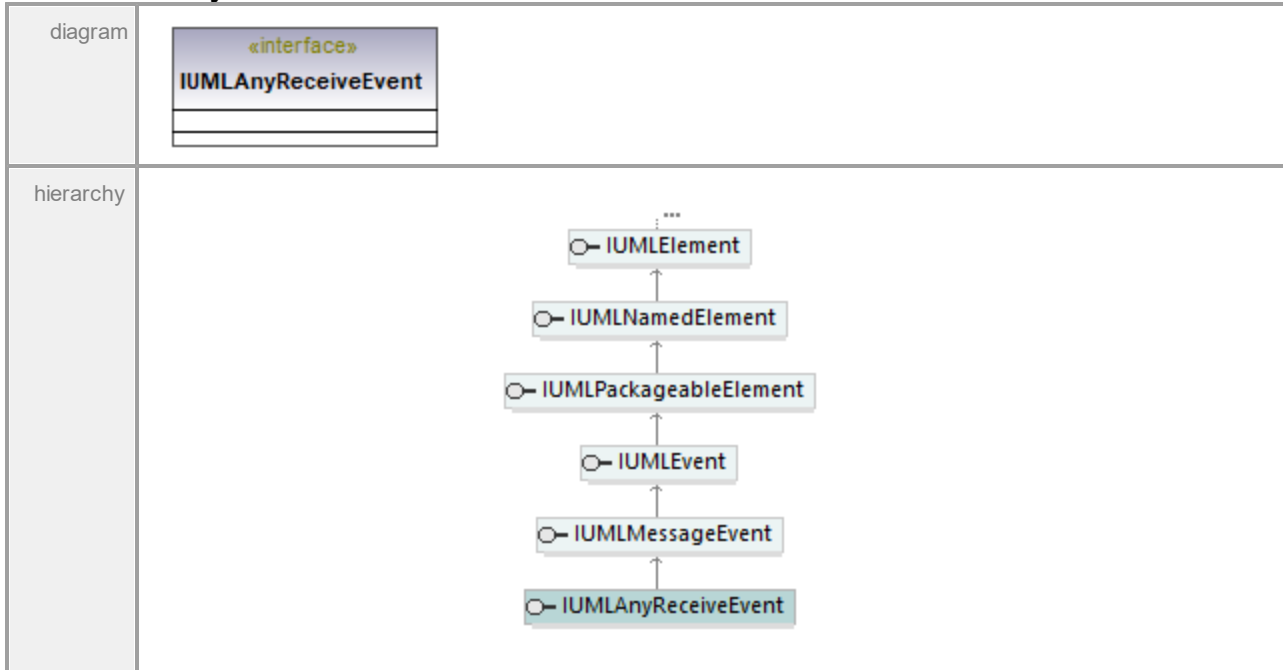 diagram
«interface»
IUMLAnyReceiveEvent
hierarchy
...
IUMLElement
IUMLNamedElement
IUMLPackageableElement
IUMLEvent
IUMLMessageEvent
IUMLAnyReceiveEvent